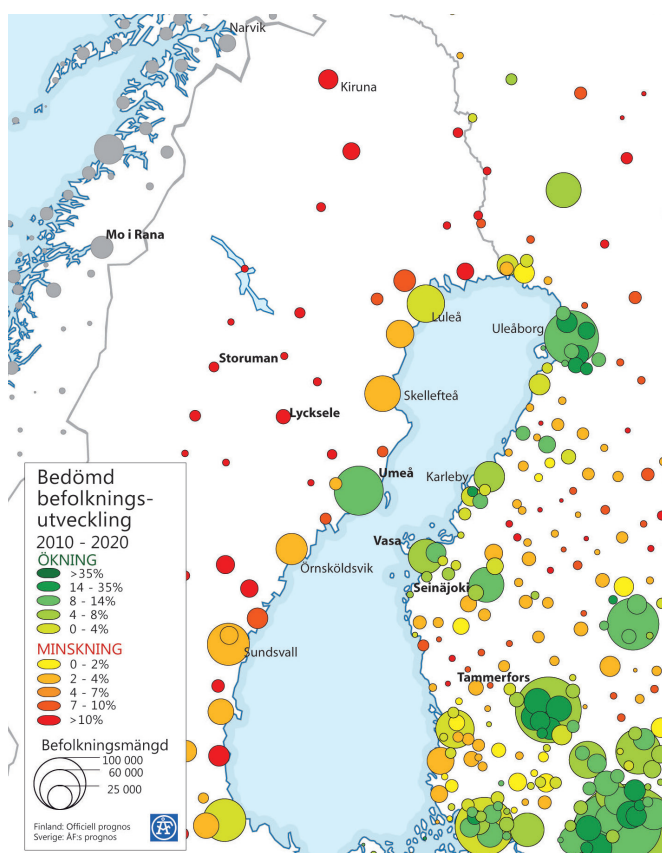 Narvik
Kiruna
Mo i Rana
Luleå
Uleåborg
Storuman
Skellefteå
Lycksele
Umeå
Karleby
Vasa
Örnsköldsvik
Seinäjoki
Sundsvall
Tammerfors
Bedömd
befolknings-
utveckling
2010 - 2020
ÖKNING
>35%
14 - 35%
8 - 14%
4 - 8%
0 - 4%
MINSKNING
0 - 2%
2 - 4%
4 - 7%
7 - 10%
>10%
Befolkningsmängd
100 000
60 000
25 000
Finland: Officiell prognos
Sverige: ÅF:s prognos
ÅF